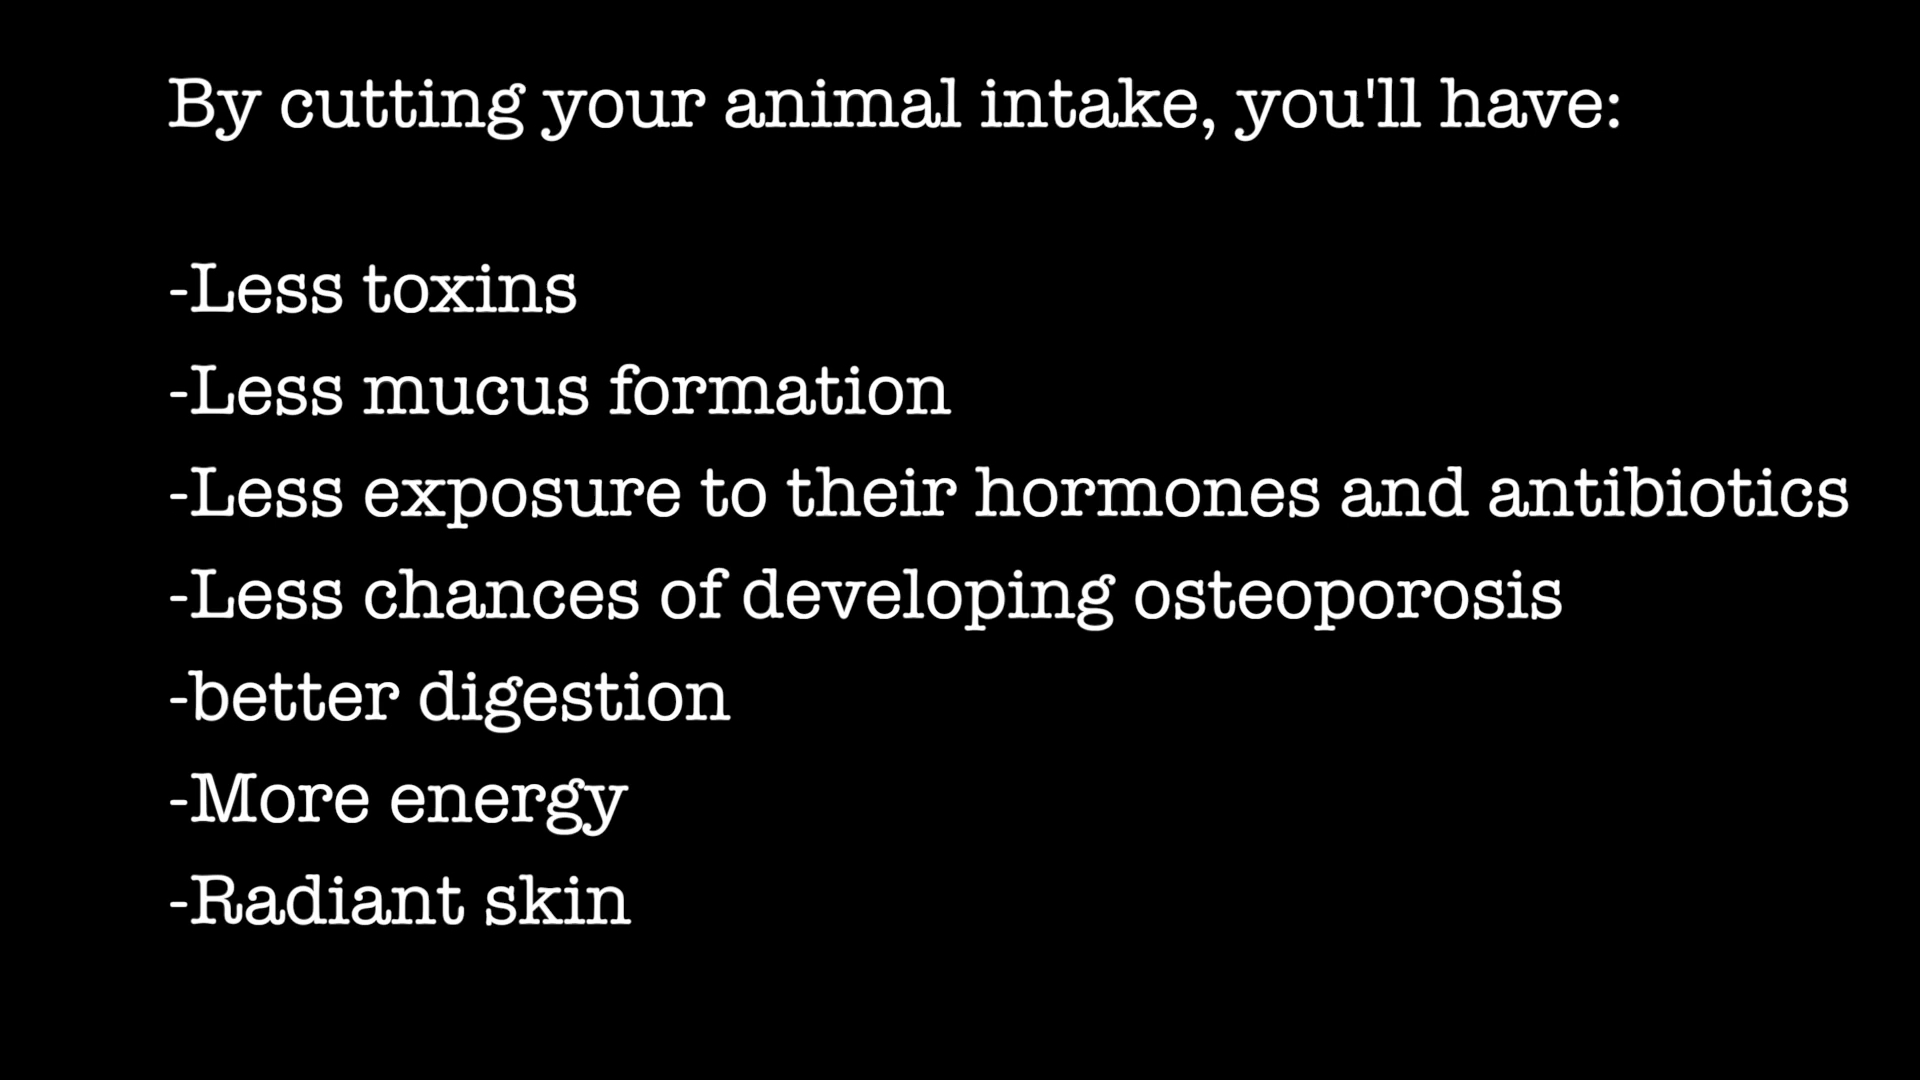 By cutting your animal intake, you'll have:
-Less toxins
-Less mucus formation
-Less exposure to their hormones and antibiotics
-Less chances of developing osteoporosis
-better digestion
-More energy
-Radiant skin